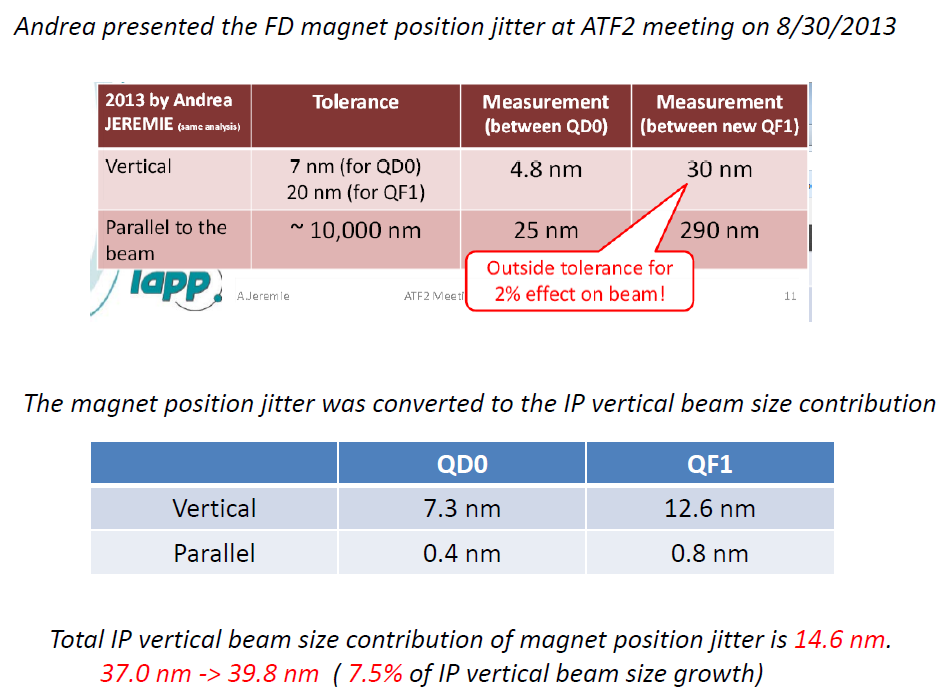 Andrea presented the FD magnet position jitter at ATF2 meeting on 8/30/2013
2013 by Andrea JEREMIE (same analysis) Tolerance Measurement (between QD0) Measurement (between new QF1)
Vertical 7 nm (for QD0) 20 nm (for QF1) 4.8 nm 30 nm
Parallel to the beam ~ 10,000 nm 25 nm 290 nm
Outside tolerance for
2% effect on beam!
lapp A.Jeremie ATF2 Meeti 11
The magnet position jitter was converted to the IP vertical beam size contribution
QD0 QF1
Vertical 7.3 nm 12.6 nm
Parallel 0.4 nm 0.8 nm
Total IP vertical beam size contribution of magnet position jitter is 14.6 nm.
37.0 nm -> 39.8 nm ( 7.5% of IP vertical beam size growth)